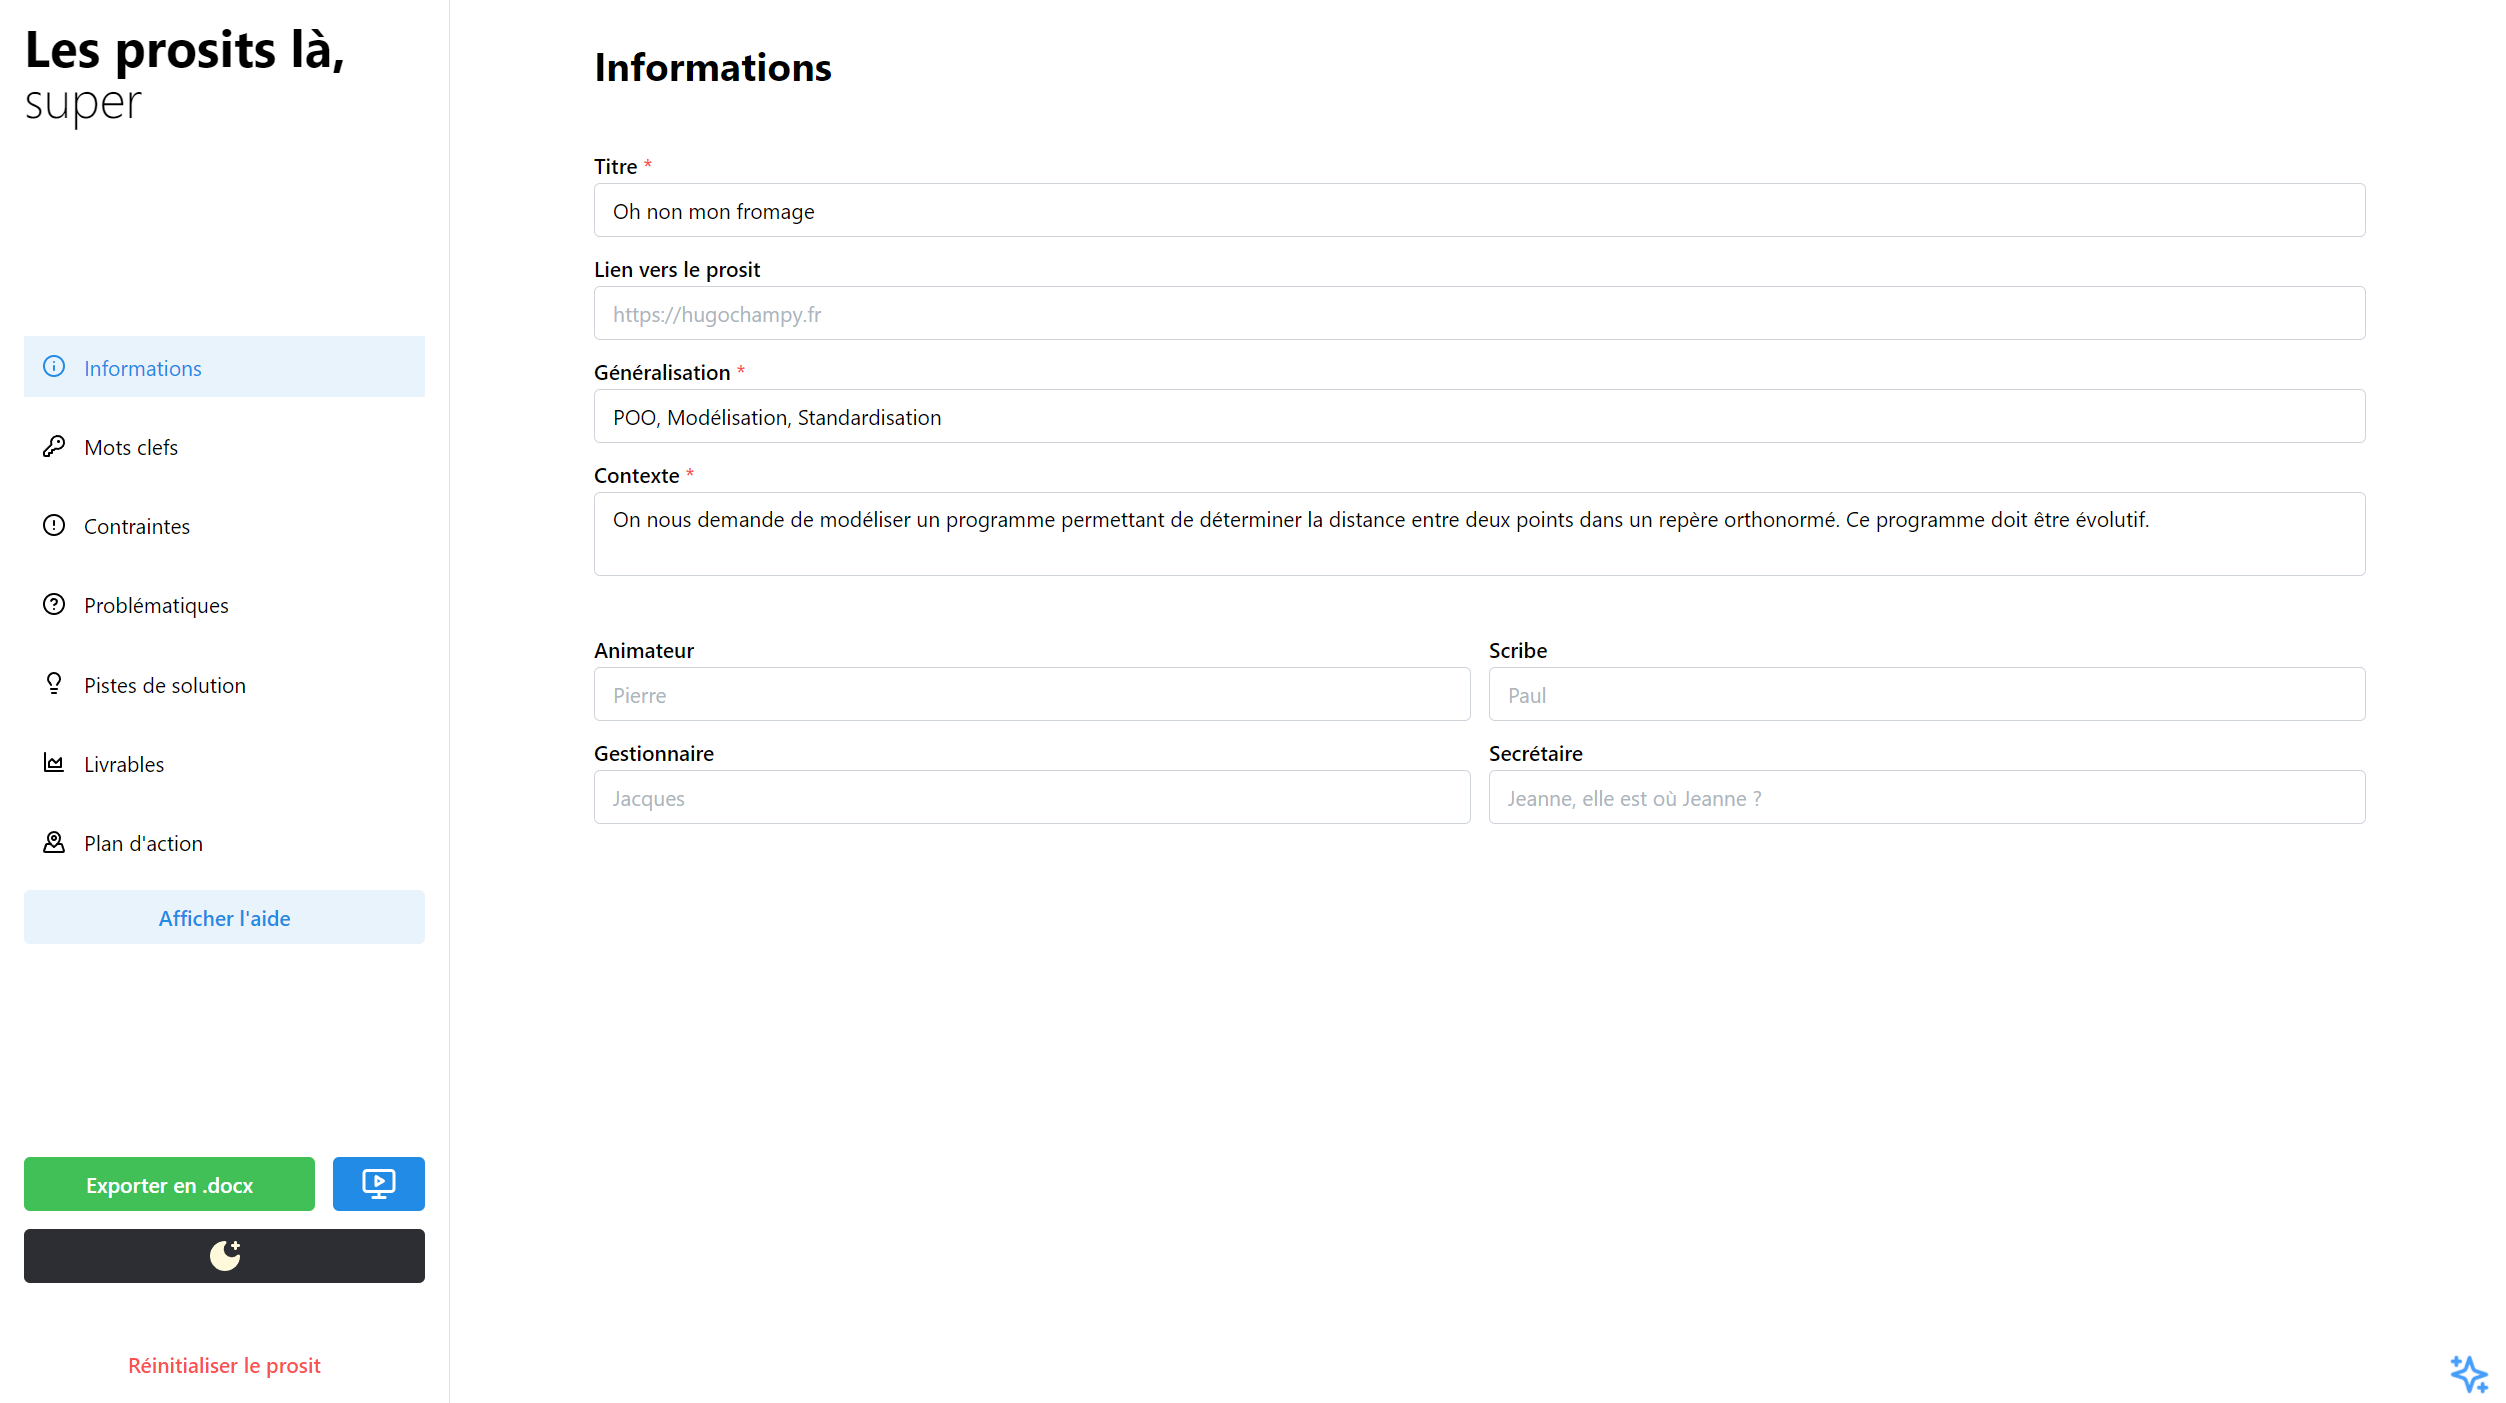 Les prosits là,
super
Informations
Mots clefs
Contraintes
Problématiques
Pistes de solution
Livrables
Plan d'action
Afficher l'aide
Exporter en .docx
Réinitialiser le prosit
Informations
Titre *
Oh non mon fromage
Lien vers le prosit
https://hugochampy.fr
Généralisation *
POO, Modélisation, Standardisation
Contexte *
On nous demande de modéliser un programme permettant de déterminer la distance entre deux points dans un repère orthonormé. Ce programme doit être évolutif.
Animateur
Pierre
Scribe
Paul
Gestionnaire
Jacques
Secrétaire
Jeanne, elle est où Jeanne ?